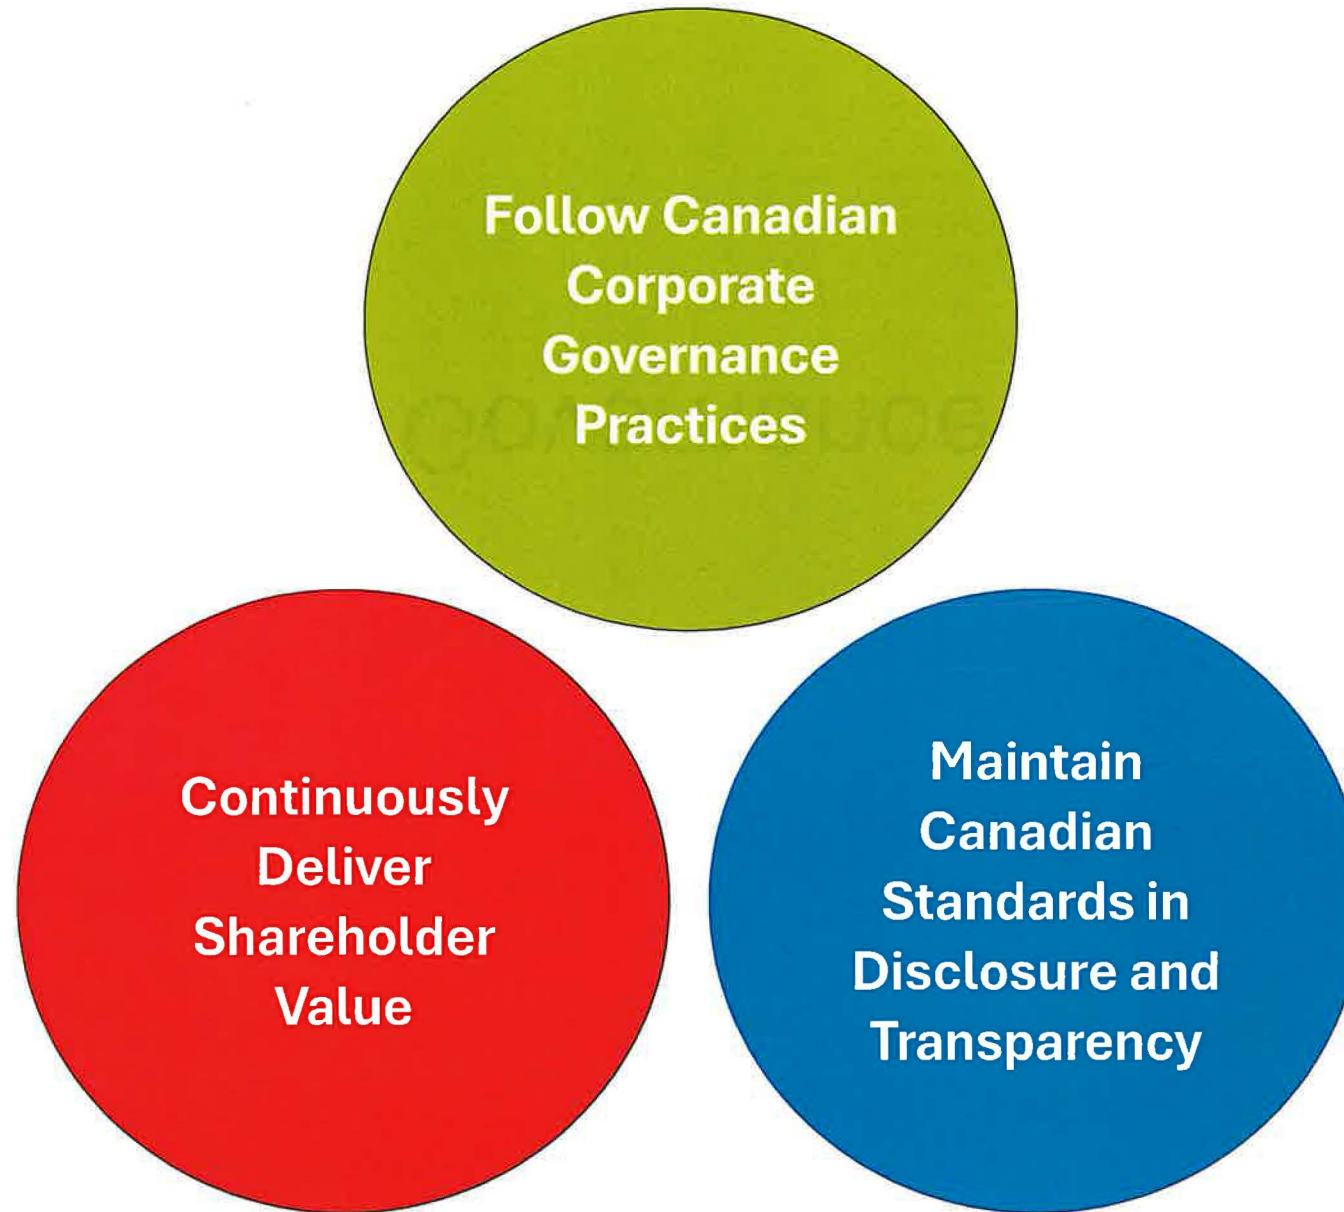 Follow Canadian
Corporate
Governance
Practices
Continuously
Deliver
Shareholder
Value
Maintain
Canadian
Standards in
Disclosure and
Transparency